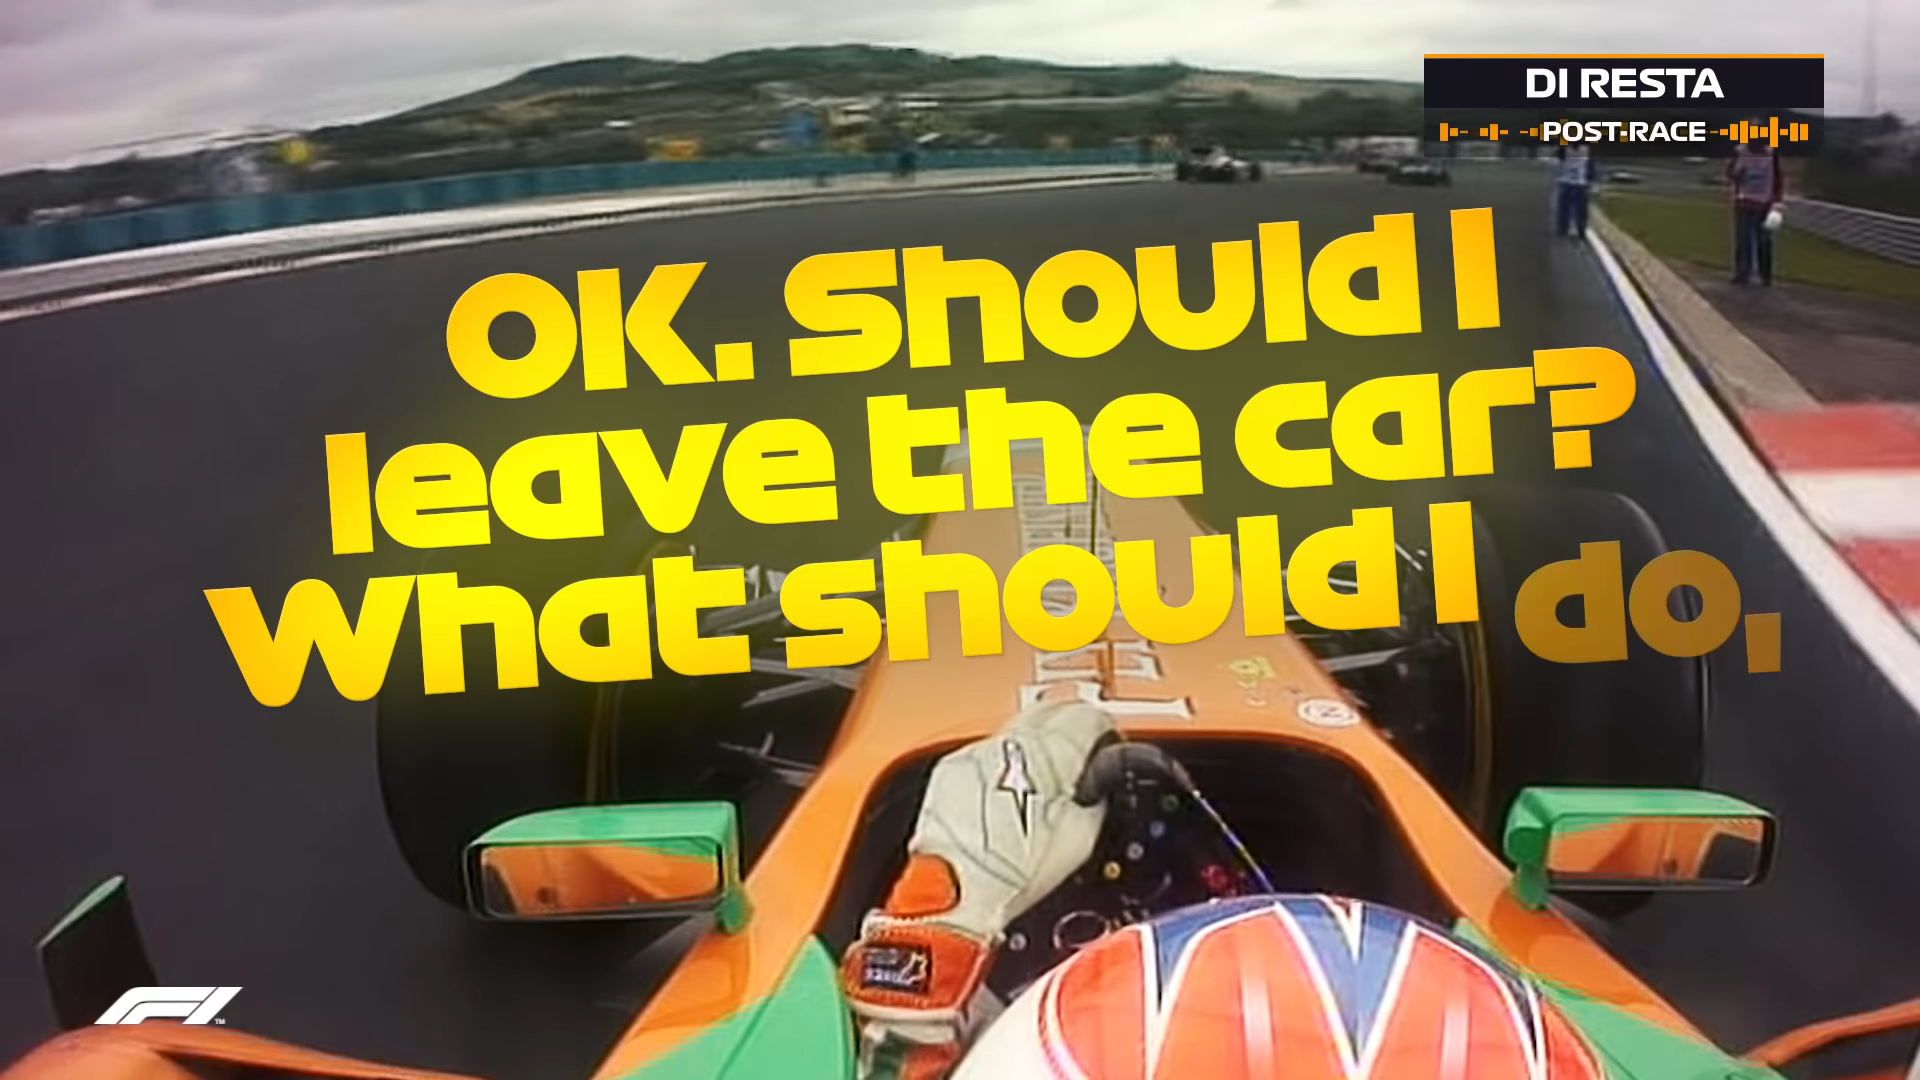 DI RESTA
POST-RACE
OK. Should I
leave the car?
What should I do,